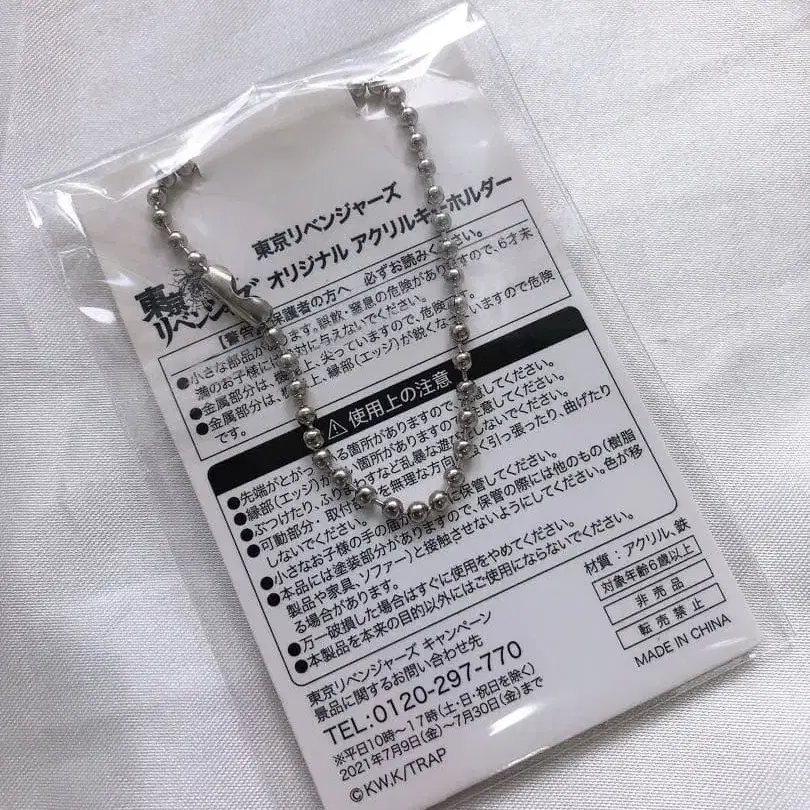 東京リベンジャーズ
オリジナル アクリルキーホルダー
東京
リベンジャーズ
【警告】保護者の方へ 必ずお読みください。
●小さな部品があります。誤飲・窒息の危険がありますので、6才未
満のお子様には絶対に与えないでください。
●金属部分は、尖っていますので、危険です。
●金属部分は、縁部(エッジ)が鋭くなっていますので危険
です。
使用上の注意
●先端がとがっている箇所がありますので、注意してください。
●縁部(エッジ)が 箇所がありますので、注意してください。
●ぶつけたり、ふりまわすなど乱暴な遊びはしないでください。
●可動部分・取付 を無理な方向に 引っ張ったり、曲げたり
しないでください。
●小さなお子様の手の届かない に保管してください。
●本品には塗装部分がありますので、保管の際には他のもの(樹脂
製品や家具、ソファー)と接触させないようにしてください。色が移
る場合があります。
●万一破損した場合はすぐに使用をやめてください。
●本製品を本来の目的以外にはご使用にならないでください。
材質:アクリル、鉄
対象年齢6歳以上
非売品
転売禁止
MADE IN CHINA
東京リベンジャーズ キャンペーン
景品に関するお問い合わせ先
TEL:0120-297-770
※平日10時〜17時(土・日・祝日を除く)
2021年7月9日(金)〜7月30日(金)まで
©KW,K/TRAP